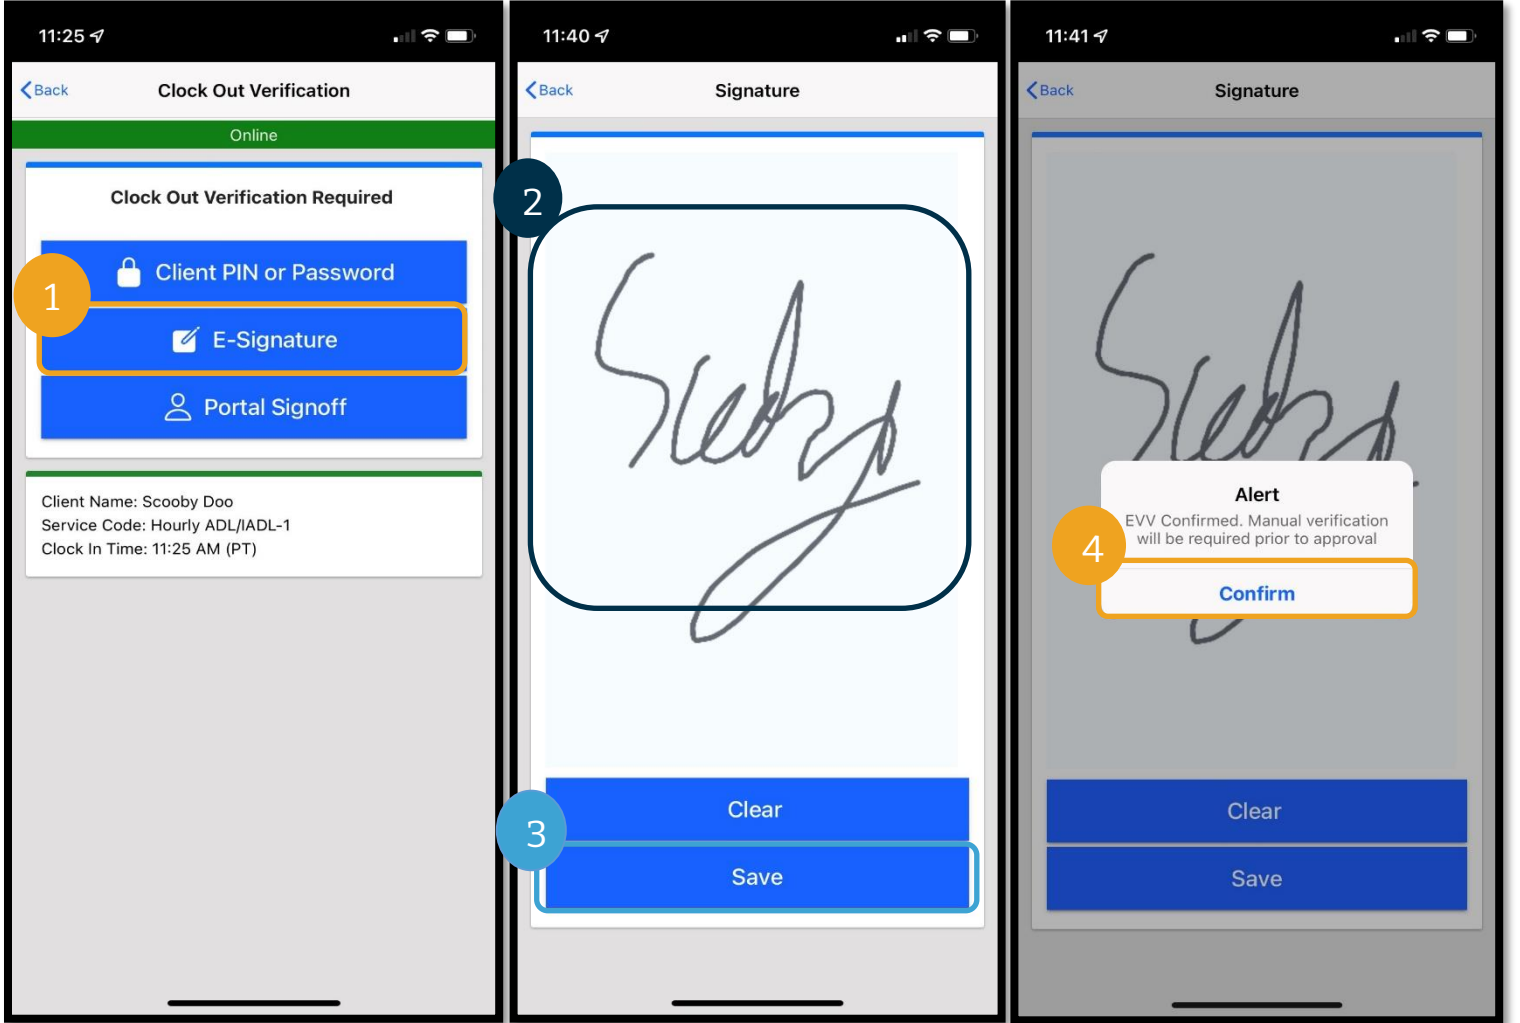 11:25
Back
Clock Out Verification
Online
Clock Out Verification Required
1
Client PIN or Password
E-Signature
Portal Signoff
Client Name: Scooby Doo
Service Code: Hourly ADL/IADL-1
Clock In Time: 11:25 AM (PT)
11:40
Back
Signature
2
Scooby
3
Clear
Save
11:41
Back
Signature
Alert
EVV Confirmed. Manual verification
will be required prior to approval
4
Confirm
Clear
Save